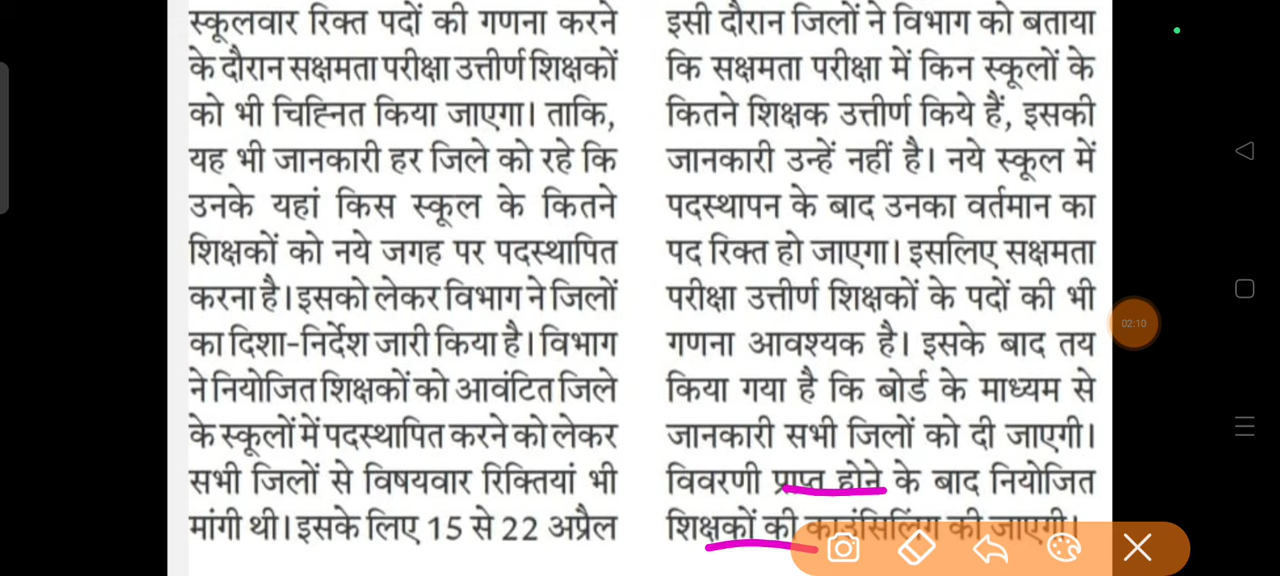 स्कूलवार रिक्त पदों की गणना करने
के दौरान सक्षमता परीक्षा उत्तीर्ण शिक्षकों
को भी चिह्नित किया जाएगा। ताकि,
यह भी जानकारी हर जिले को रहे कि
उनके यहां किस स्कूल के कितने
शिक्षकों को नये जगह पर पदस्थापित
करना है। इसको लेकर विभाग ने जिलों
का दिशा-निर्देश जारी किया है। विभाग
ने नियोजित शिक्षकों को आवंटित जिले
के स्कूलों में पदस्थापित करने को लेकर
सभी जिलों से विषयवार रिक्तियां भी
मांगी थी। इसके लिए 15 से 22 अप्रैल
इसी दौरान जिलों ने विभाग को बताया
कि सक्षमता परीक्षा में किन स्कूलों के
कितने शिक्षक उत्तीर्ण किये हैं, इसकी
जानकारी उन्हें नहीं है। नये स्कूल में
पदस्थापन के बाद उनका वर्तमान का
पद रिक्त हो जाएगा। इसलिए सक्षमता
परीक्षा उत्तीर्ण शिक्षकों के पदों की भी
गणना आवश्यक है। इसके बाद तय
किया गया है कि बोर्ड के माध्यम से
जानकारी सभी जिलों को दी जाएगी।
विवरणी प्राप्त होने के बाद नियोजित
शिक्षकों की काउंसिलिंग की जाएगी।
02:10